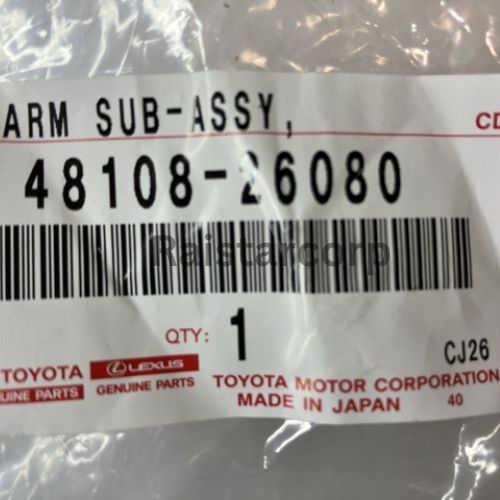 ARM SUB-ASSY,
CD
48108-26080
Raistarcorp
QTY: 1
CJ26
TOYOTA LEXUS
GENUINE PARTS
TOYOTA MOTOR CORPORATION
MADE IN JAPAN 40